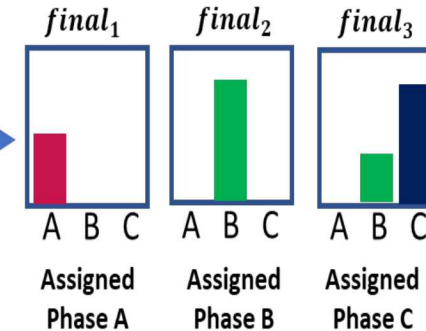 final₁ final₂ final₃
A B C A B C A B C
Assigned Assigned Assigned
Phase A Phase B Phase C